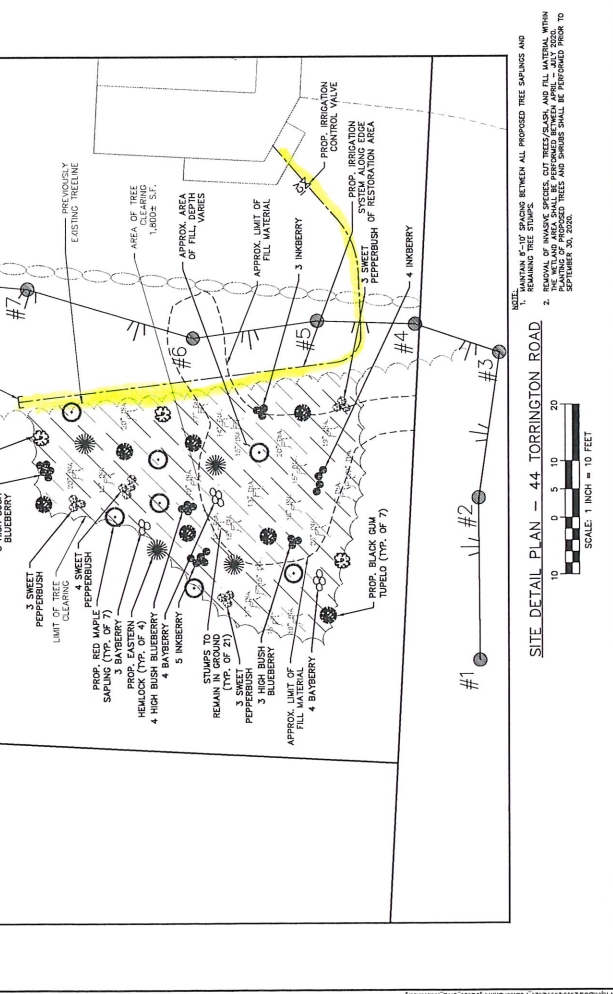 BLUEBERRY
3 SWEET
PEPPERBUSH
LIMIT OF TREE
CLEARING
4 SWEET
PEPPERBUSH
PROP. RED MAPLE
SAPLING (TYP. OF 7)
3 BAYBERRY
PROP. EASTERN
HEMLOCK (TYP. OF 4)
4 HIGH BUSH BLUEBERRY
4 BAYBERRY
5 INKBERRY
STUMPS TO
REMAIN IN GROUND
(TYP. OF 21)
3 SWEET
PEPPERBUSH
3 HIGH BUSH
BLUEBERRY
APPROX. LIMIT OF
FILL MATERIAL
4 BAYBERRY
PROP. BLACK GUM
TUPELO (TYP. OF 7)
PREVIOUSLY
EXISTING TREELINE
AREA OF TREE
CLEARING
1,800± S.F.
APPROX. AREA
OF FILL, DEPTH
VARIES
APPROX. LIMIT OF
FILL MATERIAL
3 INKBERRY
PROP. IRRIGATION
CONTROL VALVE
PROP. IRRIGATION
SYSTEM ALONG EDGE
OF RESTORATION AREA
3 SWEET
PEPPERBUSH
4 INKBERRY
#7
#6
#5
#4
#3
#2
#1
SITE DETAIL PLAN - 44 TORRINGTON ROAD
10 0 5 10 20
SCALE: 1 INCH = 10 FEET
NOTE:
1. MAINTAIN 8'-10' SPACING BETWEEN ALL PROPOSED TREE SAPLINGS AND
REMAINING TREE STUMPS.
2. REMOVAL OF INVASIVE SPECIES, CUT TREES/SLASH, AND FILL MATERIAL WITHIN
THE WETLAND AREA SHALL BE PERFORMED BETWEEN APRIL - JULY 2020.
PLANTING OF PROPOSED TREES AND SHRUBS SHALL BE PERFORMED PRIOR TO
SEPTEMBER 30, 2020.